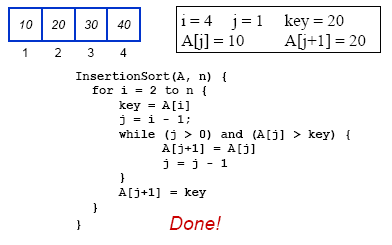 10 20 30 40
1 2 3 4
i = 4 j = 1 key = 20
A[j] = 10 A[j+1] = 20
InsertionSort(A, n) {
for i = 2 to n {
key = A[i]
j = i - 1;
while (j > 0) and (A[j] > key) {
A[j+1] = A[j]
j = j - 1
}
A[j+1] = key
}
}
Done!